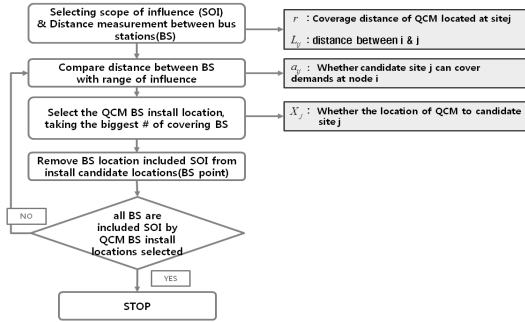 Selecting scope of influence (SOI)
& Distance measurement between bus
stations(BS)
r : Coverage distance of QCM located at sitej
Lij : distance between i & j
Compare distance between BS
with range of influence
aij : Whether candidate site j can cover
demands at node i
Select the QCM BS install location,
taking the biggest # of covering BS
Xj : Whether the location of QCM to candidate
site j
Remove BS location included SOI from
install candidate locations(BS point)
NO
all BS are
included SOI by
QCM BS install
locations selected
YES
STOP